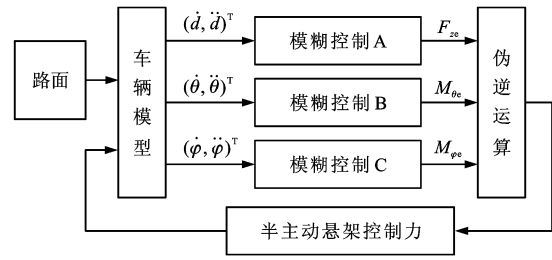 路面
车辆模型
(ḋ, d̈)ᵀ
模糊控制A
F_ze
(θ̇, θ̈)ᵀ
模糊控制B
M_θe
(φ̇, φ̈)ᵀ
模糊控制C
M_φe
伪逆运算
半主动悬架控制力